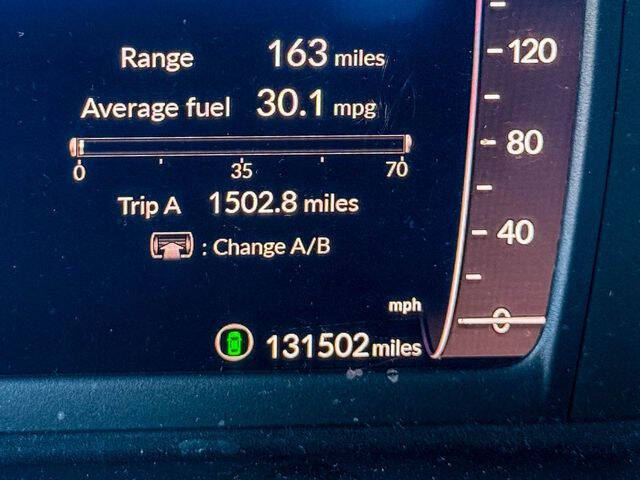 Range 163 miles
Average fuel 30.1 mpg
0 35 70
Trip A 1502.8 miles
: Change A/B
mph
131502 miles
120
80
40
0